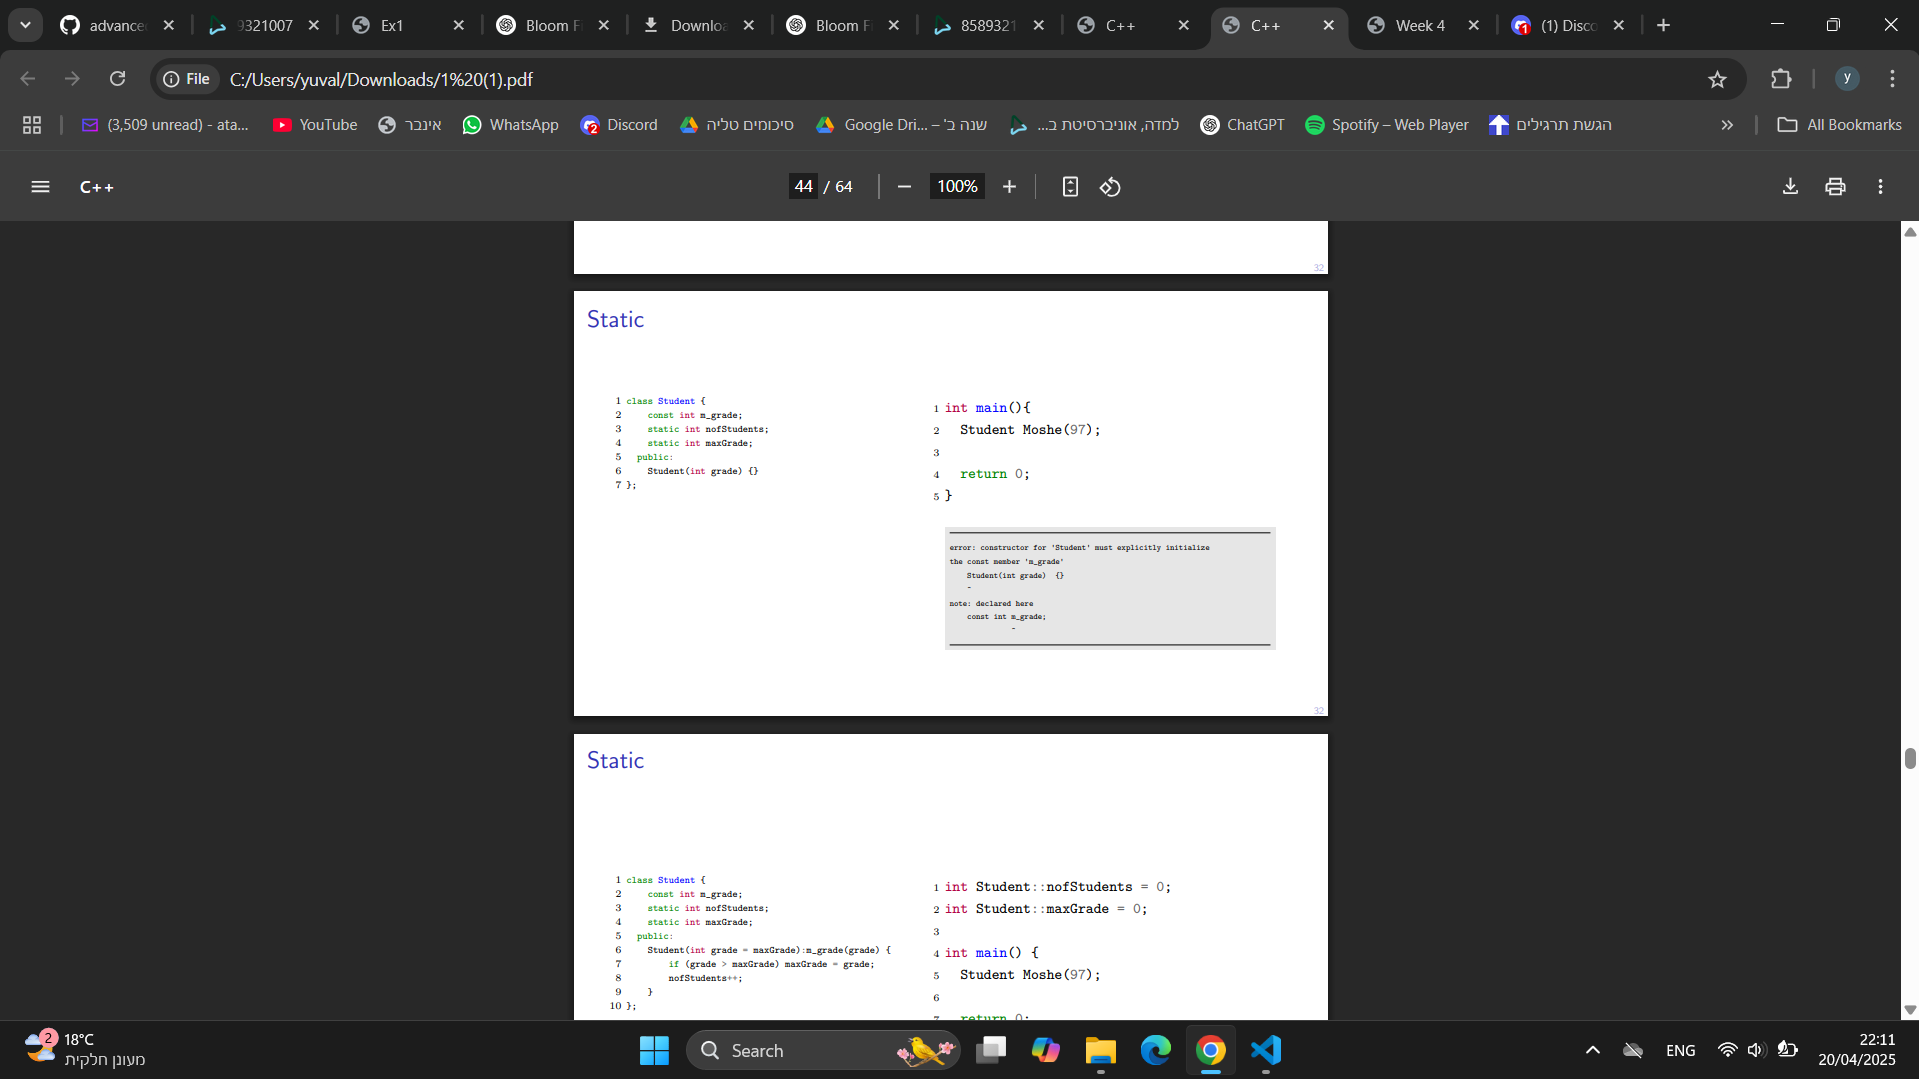 advance
9321007
Ex1
Bloom Fi
Downloa
Bloom Fi
8589321
C++
C++
Week 4
(1) Disco
File
C:/Users/yuval/Downloads/1%20(1).pdf
y
(3,509 unread) - ata...
YouTube
אינבר
WhatsApp
2
Discord
סיכומים טליה
Google Dri... – שנה ב'
למדה, אוניברסיטת ב...
ChatGPT
Spotify – Web Player
הגשת תרגילים
»
All Bookmarks
C++
44 / 64
100%
32
Static
1 class Student {
2 const int m_grade;
3 static int nofStudents;
4 static int maxGrade;
5 public:
6 Student(int grade) {}
7 };
1 int main(){
2 Student Moshe(97);
3
4 return 0;
5 }
error: constructor for 'Student' must explicitly initialize
the const member 'm_grade'
Student(int grade) {}
-
note: declared here
const int m_grade;
-
32
Static
1 class Student {
2 const int m_grade;
3 static int nofStudents;
4 static int maxGrade;
5 public:
6 Student(int grade = maxGrade):m_grade(grade) {
7 if (grade > maxGrade) maxGrade = grade;
8 nofStudents++;
9 }
10 };
1 int Student::nofStudents = 0;
2 int Student::maxGrade = 0;
3
4 int main() {
5 Student Moshe(97);
6
7 return 0;
2
18°C
מעונן חלקית
Search
ENG
22:11
20/04/2025